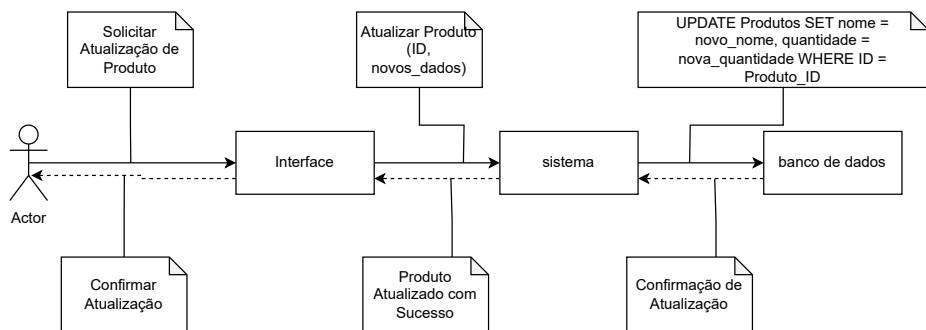 Solicitar
Atualização de
Produto
Atualizar Produto
(ID,
novos_dados)
UPDATE Produtos SET nome =
novo_nome, quantidade =
nova_quantidade WHERE ID =
Produto_ID
Interface
sistema
banco de dados
Actor
Confirmar
Atualização
Produto
Atualizado com
Sucesso
Confirmação de
Atualização